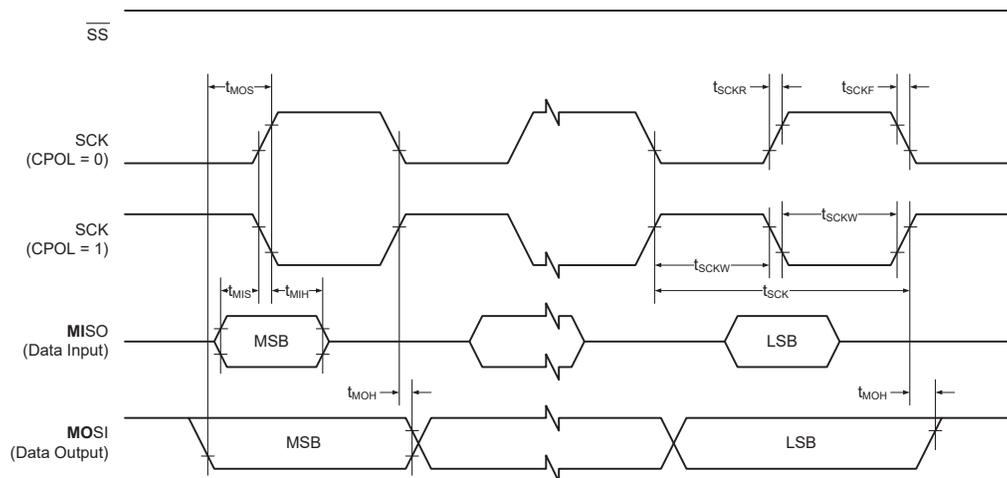 SS
tMOS
tSCKR
tSCKF
SCK
(CPOL = 0)
SCK
(CPOL = 1)
tSCKW
tSCKW
tMIS
tMIH
tSCK
MISO
(Data Input)
MSB
LSB
tMOH
tMOH
MOSI
(Data Output)
MSB
LSB